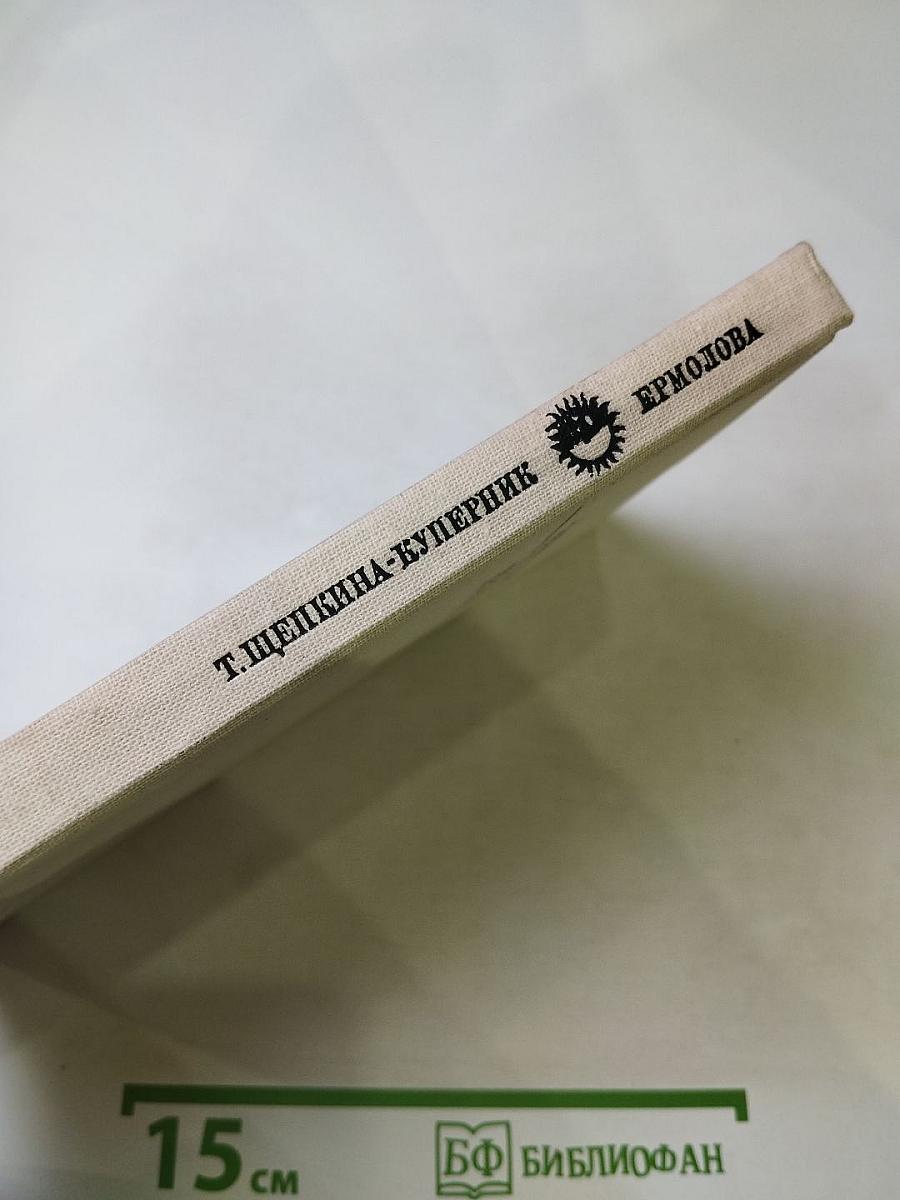 Т.ЩЕПКИНА-КУПЕРНИК ЕРМОЛОВА
15 см
БФ БИБЛИОФАН